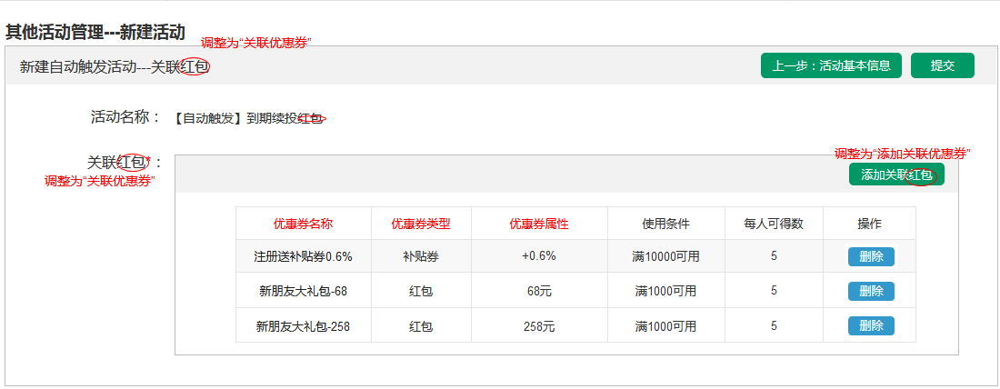 其他活动管理---新建活动
调整为“关联优惠券”
新建自动触发活动---关联红包
上一步：活动基本信息
提交
活动名称：
【自动触发】到期续投红包
调整为“添加关联优惠券”
关联红包*：
添加关联红包
调整为“关联优惠券”
优惠券名称 优惠券类型 优惠券属性 使用条件 每人可得数 操作
注册送补贴券0.6% 补贴券 +0.6% 满10000可用 5 删除
新朋友大礼包-68 红包 68元 满1000可用 5 删除
新朋友大礼包-258 红包 258元 满1000可用 5 删除